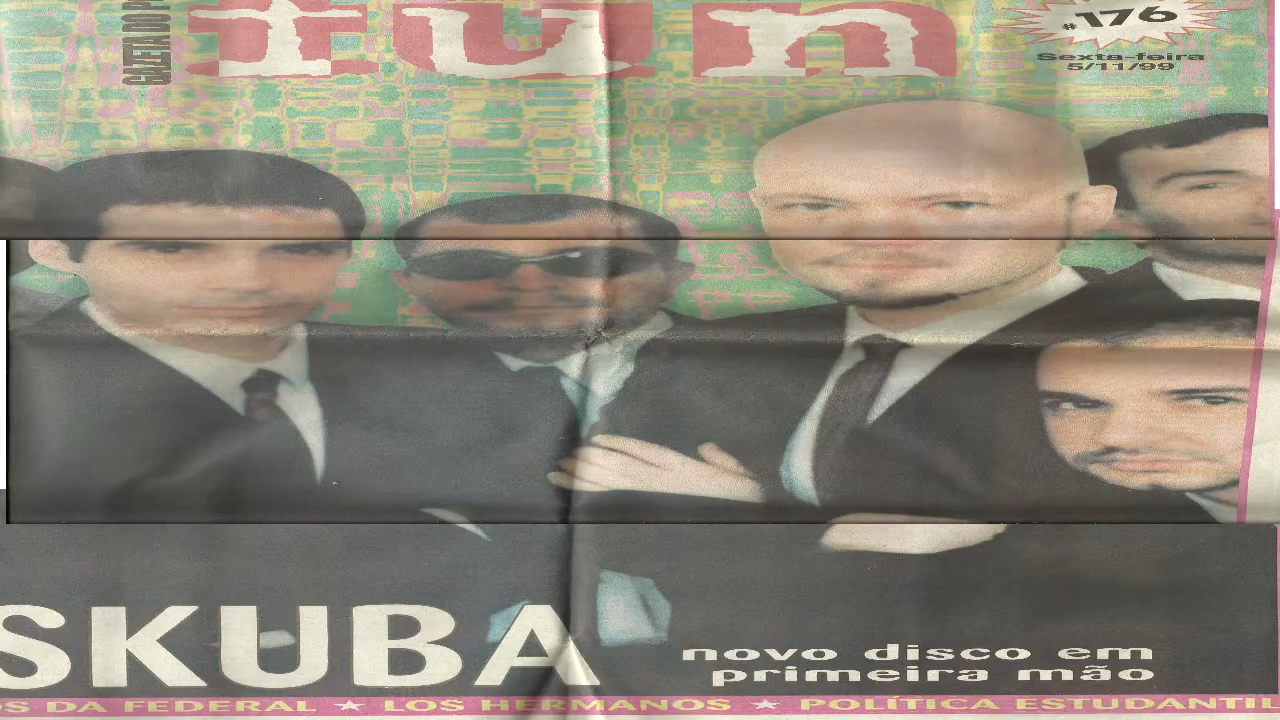 GAZETA DO P
fun
#176
Sexta-feira
5/11/99
SKUBA
novo disco em
primeira mão
OS DA FEDERAL ★ LOS HERMANOS ★ POLÍTICA ESTUDANTIL